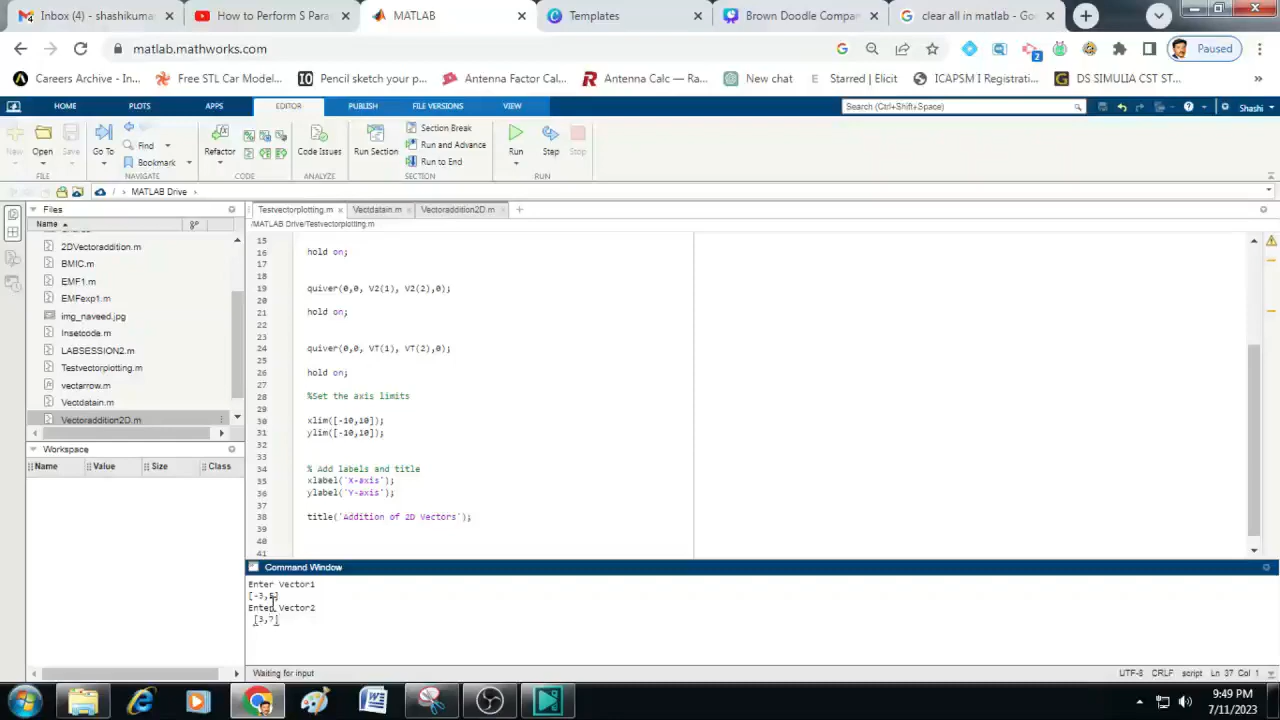 Inbox (4) - shashikuma
How to Perform S Para
MATLAB
Templates
Brown Doodle Compa
clear all in matlab - Go
matlab.mathworks.com
Paused
Careers Archive - In...
Free STL Car Model...
Pencil sketch your p...
Antenna Factor Cal...
Antenna Calc — Ra...
New chat
Starred | Elicit
ICAPSM I Registrati...
DS SIMULIA CST ST...
HOME
PLOTS
APPS
EDITOR
PUBLISH
FILE VERSIONS
VIEW
Search (Ctrl+Shift+Space)
Shashi
New
Open
Save
Go To
Find
Bookmark
Refactor
Code Issues
Run Section
Section Break
Run and Advance
Run to End
Run
Step
Stop
FILE
NAVIGATE
CODE
ANALYZE
SECTION
RUN
/ > MATLAB Drive >
Files
Name
2DVectoraddition.m
BMIC.m
EMF1.m
EMFexp1.m
img_naveed.jpg
Insetcode.m
LABSESSION2.m
Testvectorplotting.m
vectarrow.m
Vectdatain.m
Vectoraddition2D.m
Workspace
Name Value Size Class
Testvectorplotting.m × Vectdatain.m × Vectoraddition2D.m × +
/MATLAB Drive/Testvectorplotting.m
15
16 hold on;
17
18
19 quiver(0,0, V2(1), V2(2),0);
20
21 hold on;
22
23
24 quiver(0,0, VT(1), VT(2),0);
25
26 hold on;
27
28 %Set the axis limits
29
30 xlim([-10,10]);
31 ylim([-10,10]);
32
33
34 % Add labels and title
35 xlabel('X-axis');
36 ylabel('Y-axis');
37
38 title('Addition of 2D Vectors');
39
40
41
Command Window
Enter Vector1
[-3,5]
Enter Vector2
[3,7]
Waiting for input
UTF-8 CRLF script Ln 37 Col 1
9:49 PM
7/11/2023